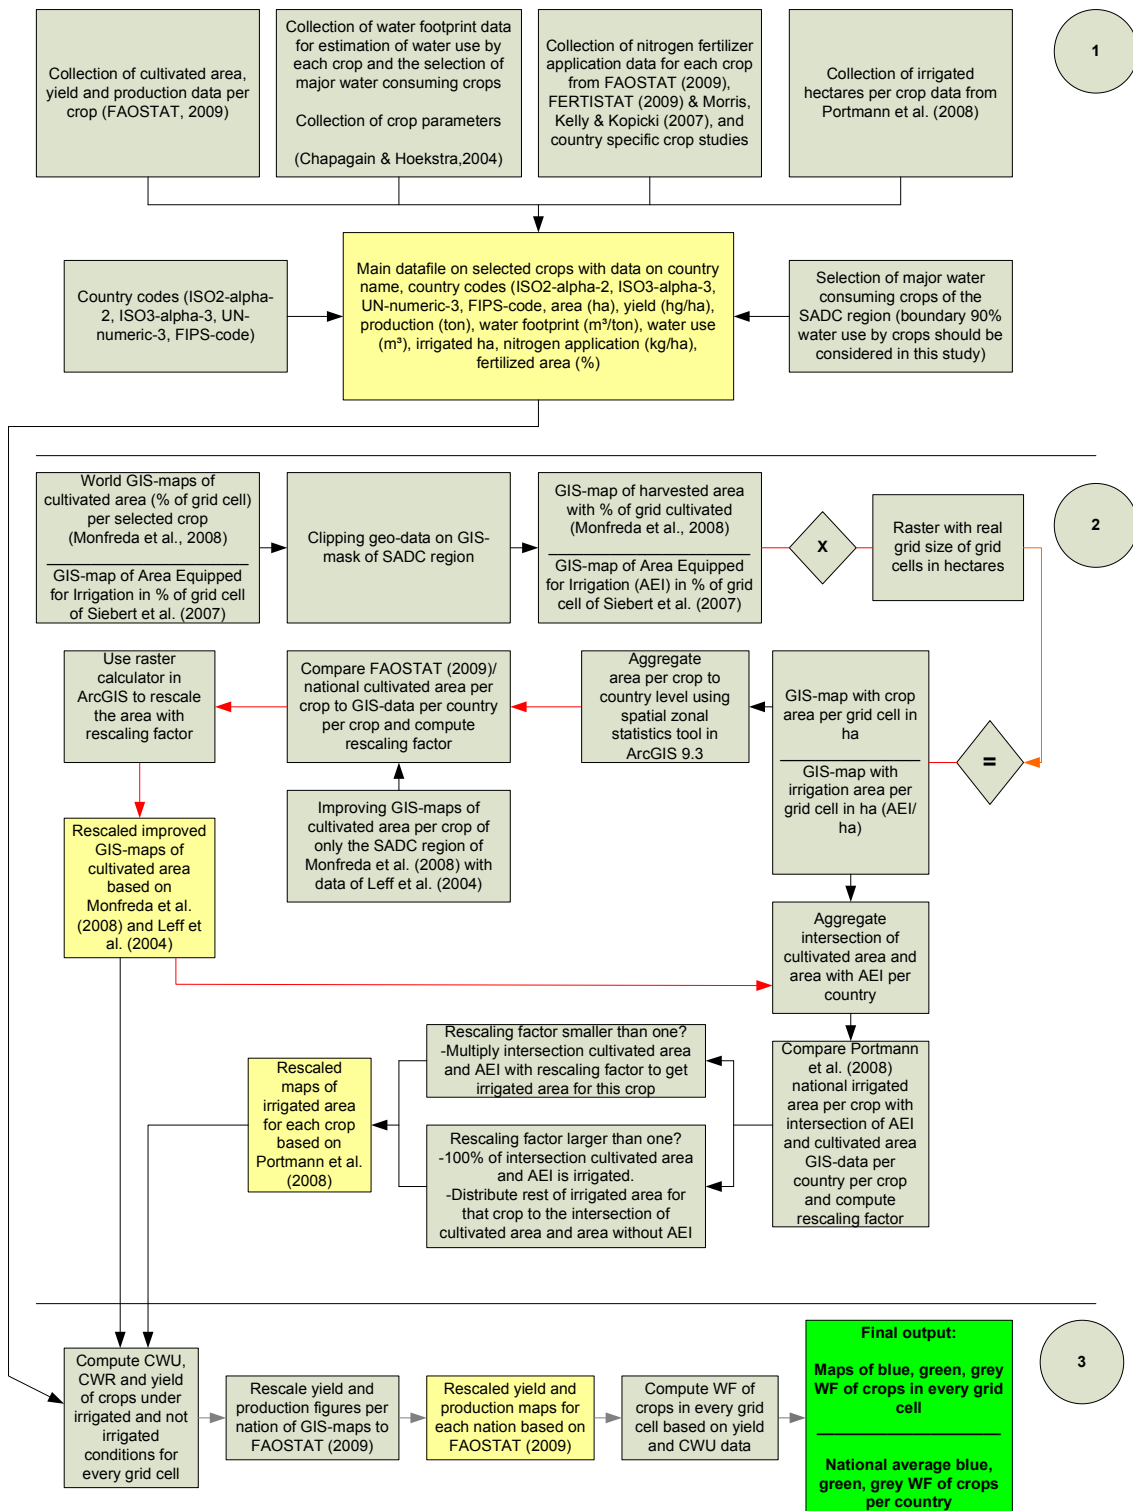 Collection of cultivated area,
yield and production data per
crop (FAOSTAT, 2009)
Collection of water footprint data
for estimation of water use by
each crop and the selection of
major water consuming crops
Collection of crop parameters
(Chapagain & Hoekstra,2004)
Collection of nitrogen fertilizer
application data for each crop
from FAOSTAT (2009),
FERTISTAT (2009) & Morris,
Kelly & Kopicki (2007), and
country specific crop studies
Collection of irrigated
hectares per crop data from
Portmann et al. (2008)
1
Country codes (ISO2-alpha-
2, ISO3-alpha-3, UN-
numeric-3, FIPS-code)
Main datafile on selected crops with data on country
name, country codes (ISO2-alpha-2, ISO3-alpha-3,
UN-numeric-3, FIPS-code, area (ha), yield (hg/ha),
production (ton), water footprint (m³/ton), water use
(m³), irrigated ha, nitrogen application (kg/ha),
fertilized area (%)
Selection of major water
consuming crops of the
SADC region (boundary 90%
water use by crops should be
considered in this study)
World GIS-maps of
cultivated area (% of grid cell)
per selected crop
(Monfreda et al., 2008)
GIS-map of Area Equipped
for Irrigation in % of grid cell
of Siebert et al. (2007)
Clipping geo-data on GIS-
mask of SADC region
GIS-map of harvested area
with % of grid cultivated
(Monfreda et al., 2008)
GIS-map of Area Equipped
for Irrigation (AEI) in % of grid
cell of Siebert et al. (2007)
X
Raster with real
grid size of grid
cells in hectares
2
Use raster
calculator in
ArcGIS to rescale
the area with
rescaling factor
Compare FAOSTAT (2009)/
national cultivated area per
crop to GIS-data per country
per crop and compute
rescaling factor
Aggregate
area per crop to
country level using
spatial zonal
statistics tool in
ArcGIS 9.3
GIS-map with crop
area per grid cell in
ha
GIS-map with
irrigation area per
grid cell in ha (AEI/
ha)
=
Improving GIS-maps of
cultivated area per crop of
only the SADC region of
Monfreda et al. (2008) with
data of Leff et al. (2004)
Rescaled improved
GIS-maps of
cultivated area
based on
Monfreda et al.
(2008) and Leff et
al. (2004)
Aggregate
intersection of
cultivated area and
area with AEI per
country
Rescaled
maps of
irrigated area
for each crop
based on
Portmann et al.
(2008)
Rescaling factor smaller than one?
-Multiply intersection cultivated area
and AEI with rescaling factor to get
irrigated area for this crop
Rescaling factor larger than one?
-100% of intersection cultivated area
and AEI is irrigated.
-Distribute rest of irrigated area for
that crop to the intersection of
cultivated area and area without AEI
Compare Portmann
et al. (2008)
national irrigated
area per crop with
intersection of AEI
and cultivated area
GIS-data per
country per crop
and compute
rescaling factor
Compute CWU,
CWR and yield
of crops under
irrigated and not
irrigated
conditions for
every grid cell
Rescale yield and
production figures per
nation of GIS-maps to
FAOSTAT (2009)
Rescaled yield and
production maps for
each nation based on
FAOSTAT (2009)
Compute WF of
crops in every grid
cell based on yield
and CWU data
Final output:
Maps of blue, green, grey
WF of crops in every grid
cell
National average blue,
green, grey WF of crops
per country
3